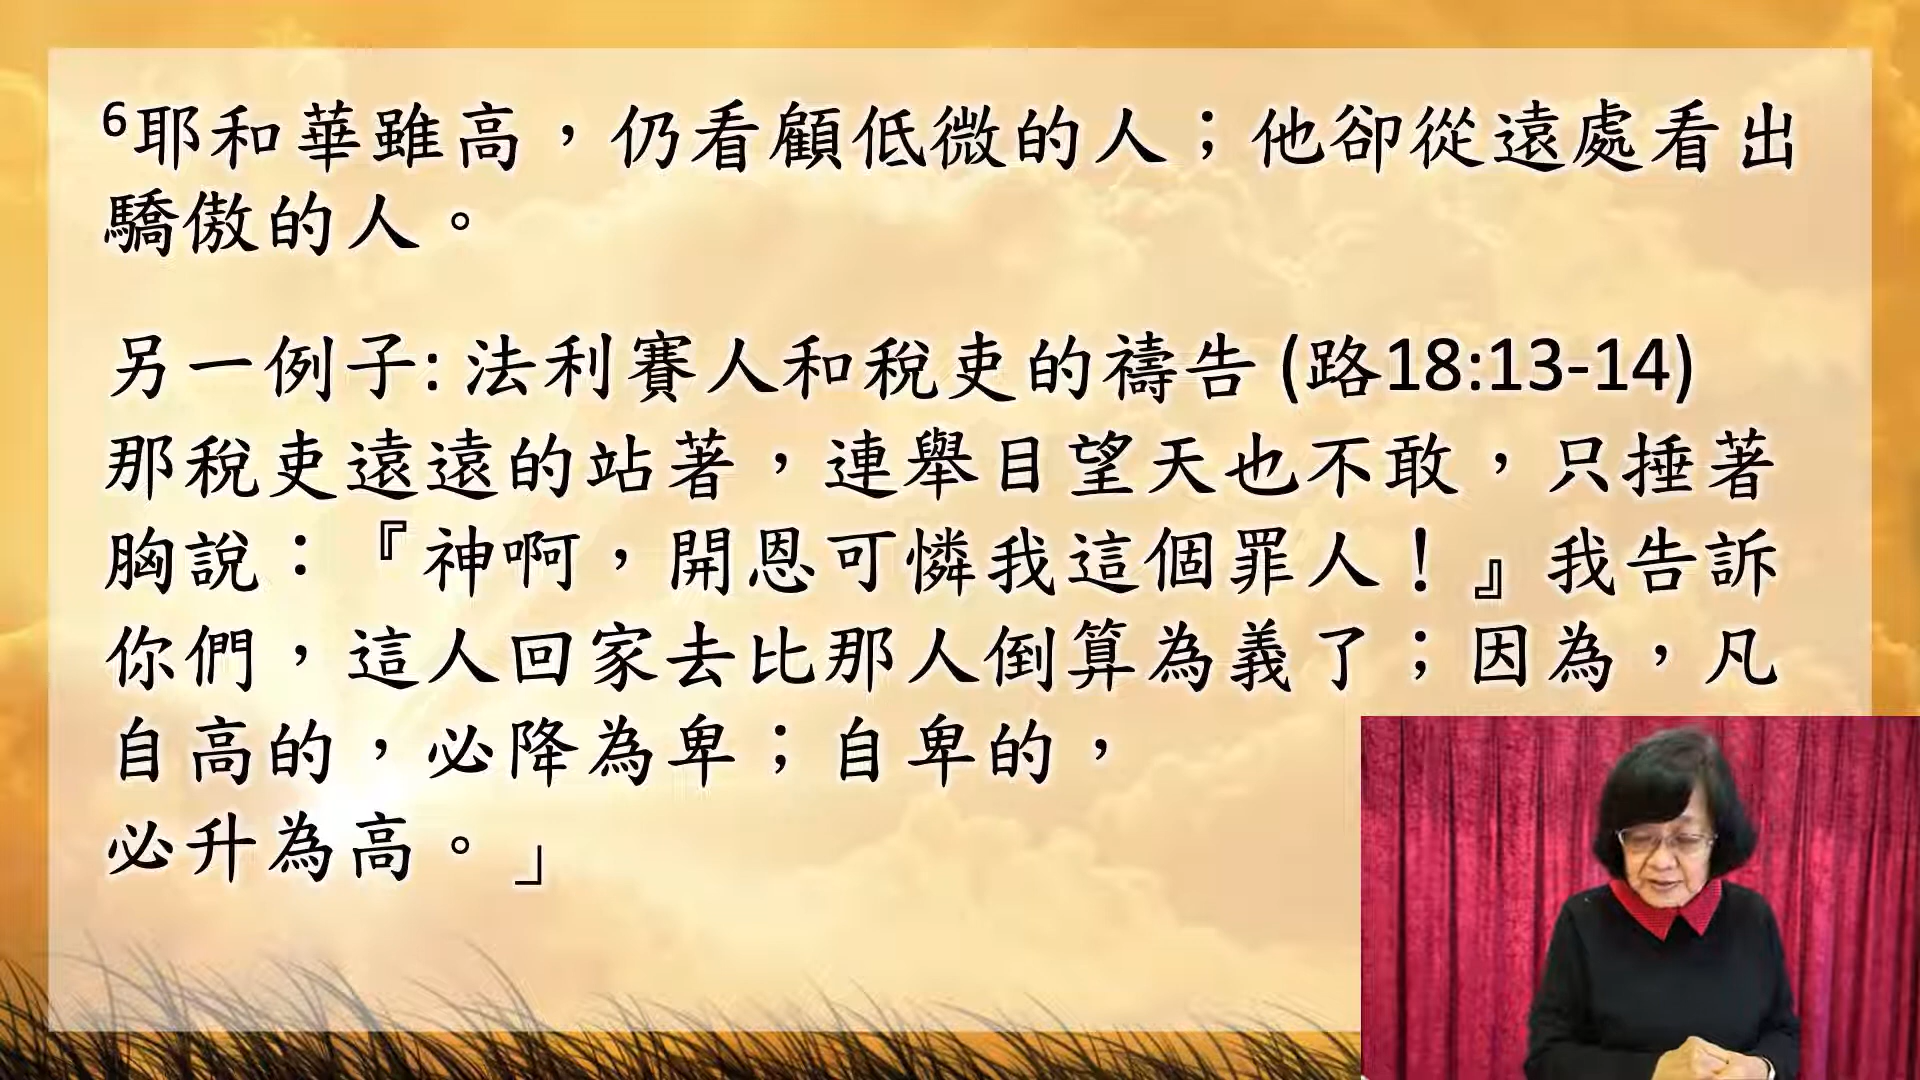 6耶和華雖高，仍看顧低微的人；他卻從遠處看出
驕傲的人。
另一例子: 法利賽人和稅吏的禱告 (路18:13-14)
那稅吏遠遠的站著，連舉目望天也不敢，只捶著
胸說：『神啊，開恩可憐我這個罪人！』我告訴
你們，這人回家去比那人倒算為義了；因為，凡
自高的，必降為卑；自卑的，
必升為高。」